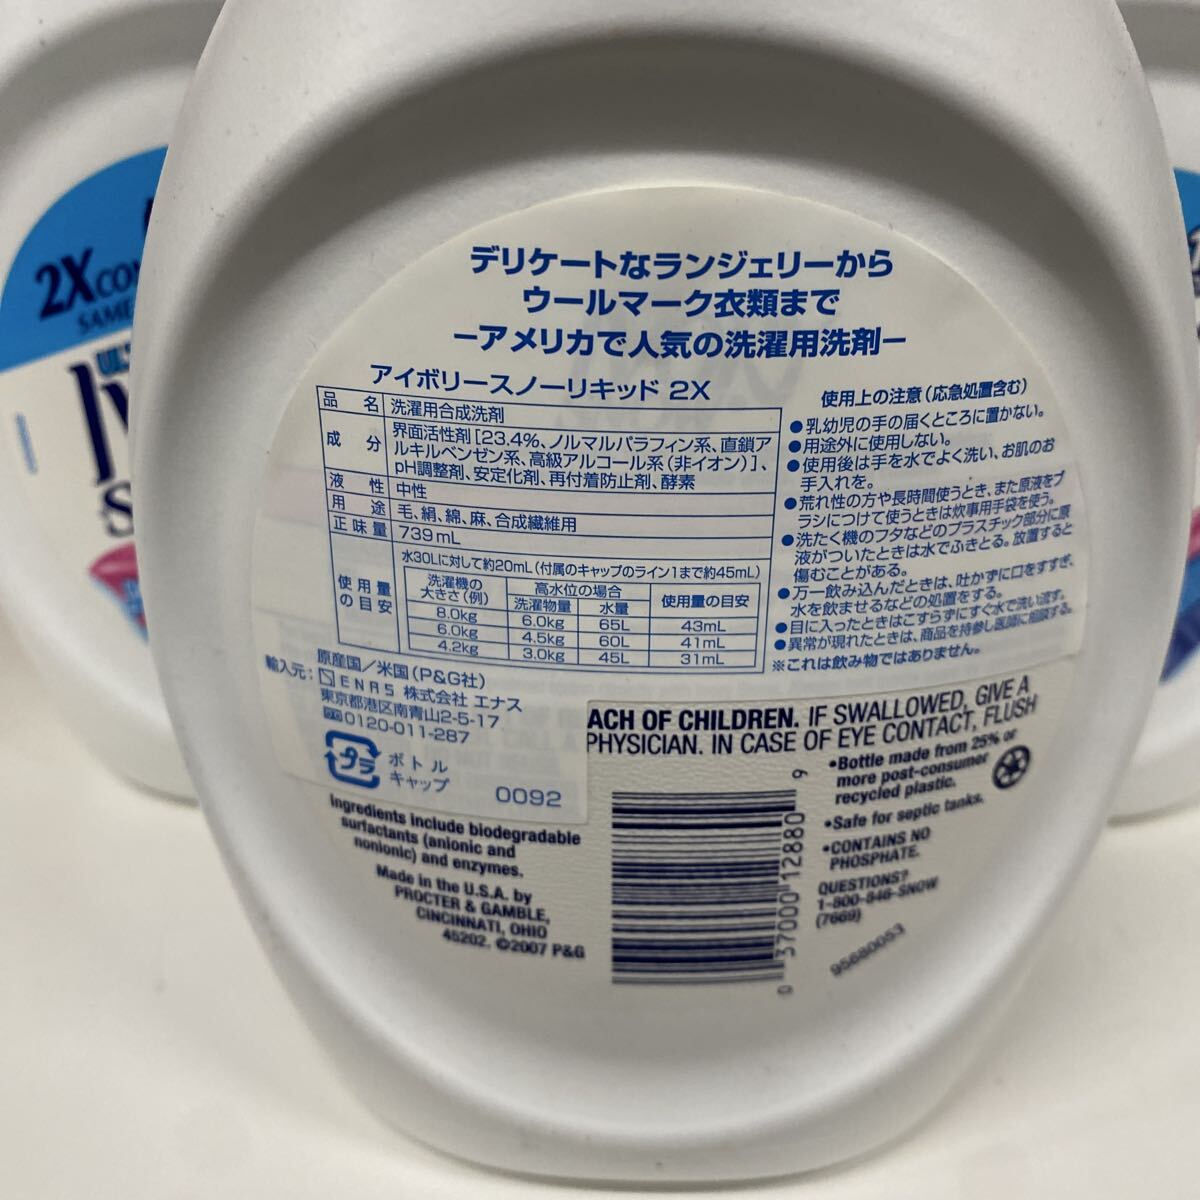 デリケートなランジェリーから
ウールマーク衣類まで
ーアメリカで人気の洗濯用洗剤ー
アイボリースノーリキッド 2X
品名 洗濯用合成洗剤
成分 界面活性剤[23.4%、ノルマルパラフィン系、直鎖ア
ルキルベンゼン系、高級アルコール系(非イオン)]、
pH調整剤、安定化剤、再付着防止剤、酵素
液性 中性
用途 毛、絹、綿、麻、合成繊維用
正味量 739mL
使用量の目安
水30Lに対して約20mL(付属のキャップのライン1まで約45mL)
洗濯機の大きさ(例) 高水位の場合 使用量の目安
洗濯物量 水量
8.0kg 6.0kg 65L 43mL
6.0kg 4.5kg 60L 41mL
4.2kg 3.0kg 45L 31mL
原産国/米国(P&G社)
輸入元: ENAS 株式会社 エナス
東京都港区南青山2-5-17
0120-011-287
プラ ボトル
キャップ
0092
使用上の注意(応急処置含む)
●乳幼児の手の届くところに置かない。
●用途外に使用しない。
●使用後は手を水でよく洗い、お肌のお
手入れを。
●荒れ性の方や長時間使うとき、また原液をブ
ラシにつけて使うときは炊事用手袋を使う。
●洗たく機のフタなどのプラスチック部分に原
液がついたときは水でふきとる。放置すると
傷むことがある。
●万一飲み込んだときは、吐かずに口をすすぎ、
水を飲ませるなどの処置をする。
●目に入ったときはこすらずにすぐ水で洗い流す。
●異常が現れたときは、商品を持参し医師に相談する。
※これは飲み物ではありません。
ACH OF CHILDREN. IF SWALLOWED, GIVE A
PHYSICIAN. IN CASE OF EYE CONTACT, FLUSH
•Bottle made from 25% or
more post-consumer
recycled plastic.
•Safe for septic tanks.
•CONTAINS NO
PHOSPHATE.
QUESTIONS?
1-800-846-SNOW
(7669)
95680053
0 37000 12880 9
Ingredients include biodegradable
surfactants (anionic and
nonionic) and enzymes.
Made in the U.S.A. by
PROCTER & GAMBLE,
CINCINNATI, OHIO
45202. ©2007 P&G
2X
SAME